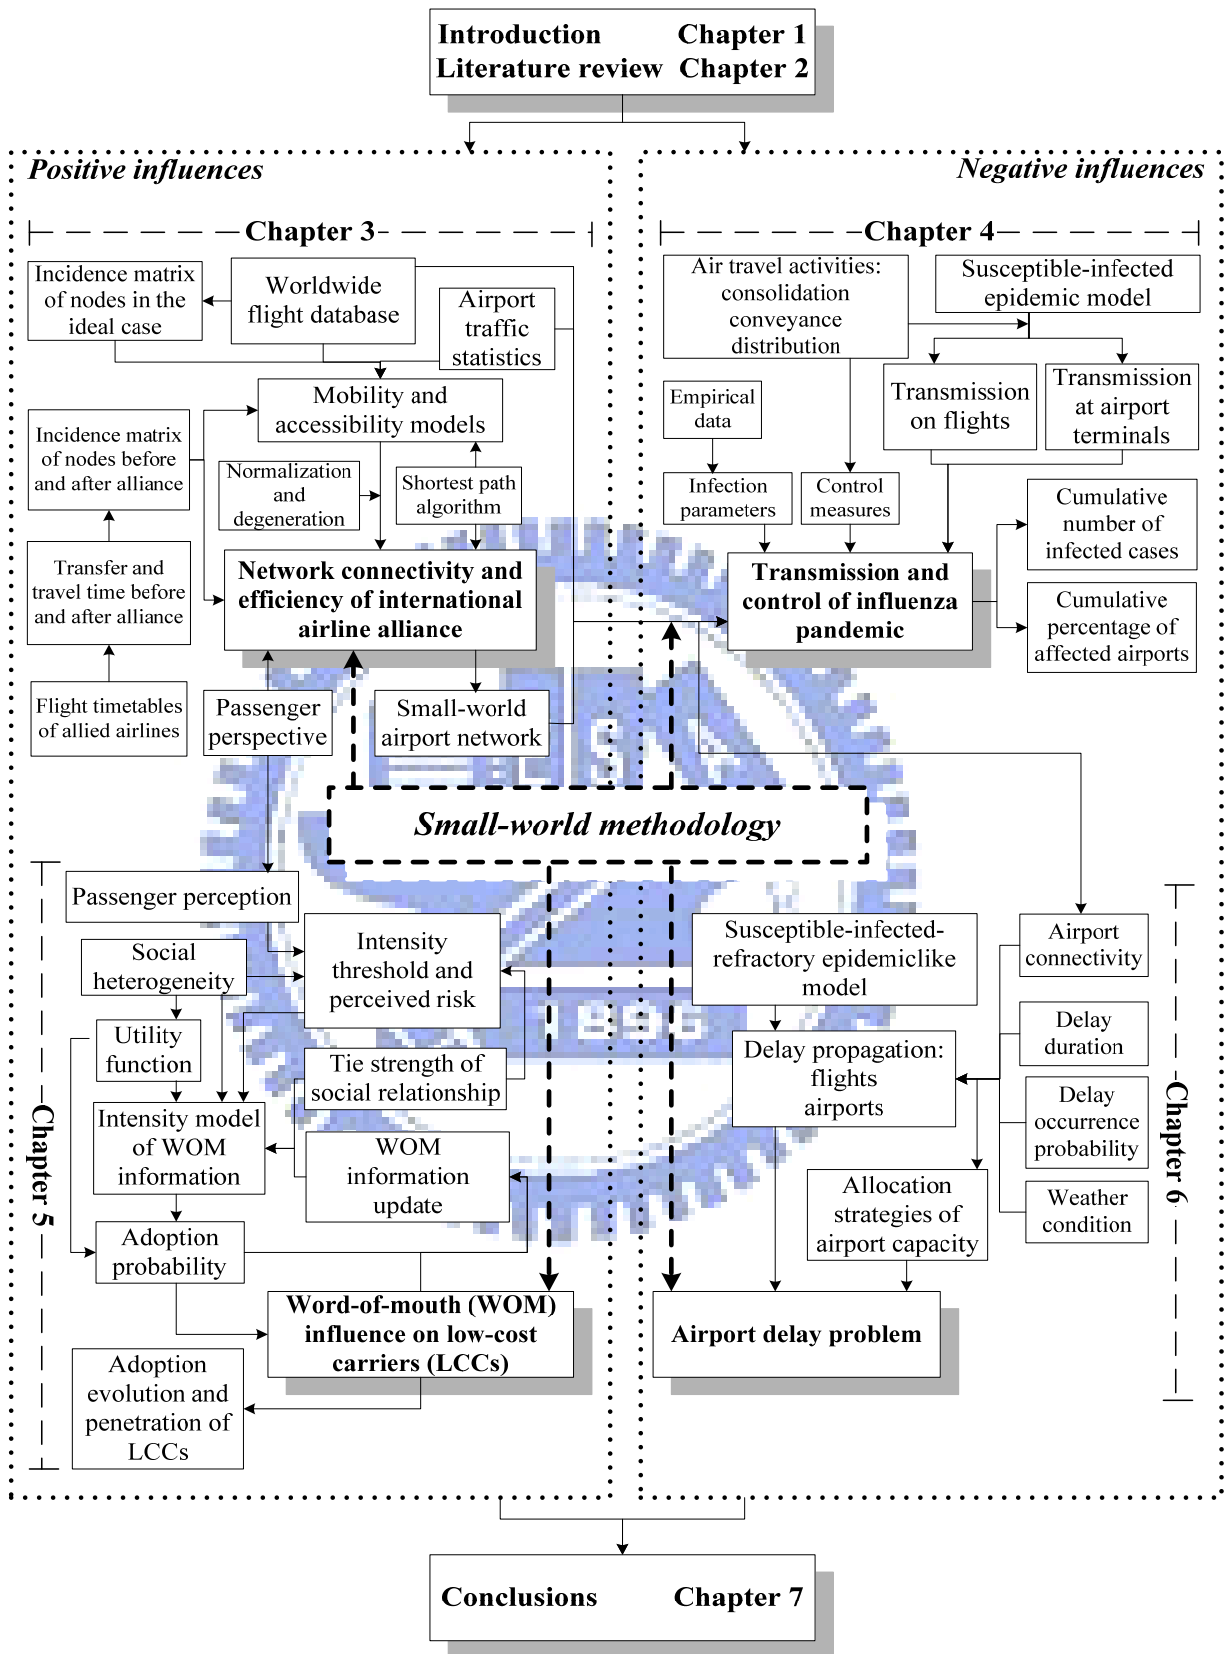 Introduction Chapter 1
Literature review Chapter 2
Positive influences
Negative influences
Chapter 3
Incidence matrix
of nodes in the
ideal case
Worldwide
flight database
Airport
traffic
statistics
Mobility and
accessibility models
Incidence matrix
of nodes before
and after alliance
Normalization
and
degeneration
Shortest path
algorithm
Transfer and
travel time before
and after alliance
Network connectivity and
efficiency of international
airline alliance
Flight timetables
of allied airlines
Passenger
perspective
Small-world
airport network
Chapter 4
Air travel activities:
consolidation
conveyance
distribution
Susceptible-infected
epidemic model
Transmission
on flights
Transmission
at airport
terminals
Empirical
data
Infection
parameters
Control
measures
Cumulative
number of
infected cases
Transmission and
control of influenza
pandemic
Cumulative
percentage of
affected airports
Small-world methodology
Chapter 5
Passenger perception
Social
heterogeneity
Intensity
threshold and
perceived risk
Utility
function
Tie strength of
social relationship
Intensity model
of WOM
information
WOM
information
update
Adoption
probability
Word-of-mouth (WOM)
influence on low-cost
carriers (LCCs)
Adoption
evolution and
penetration of
LCCs
Chapter 6
Susceptible-infected-
refractory epidemiclike
model
Airport
connectivity
Delay propagation:
flights
airports
Delay
duration
Delay
occurrence
probability
Allocation
strategies of
airport capacity
Weather
condition
Airport delay problem
1896
Conclusions Chapter 7